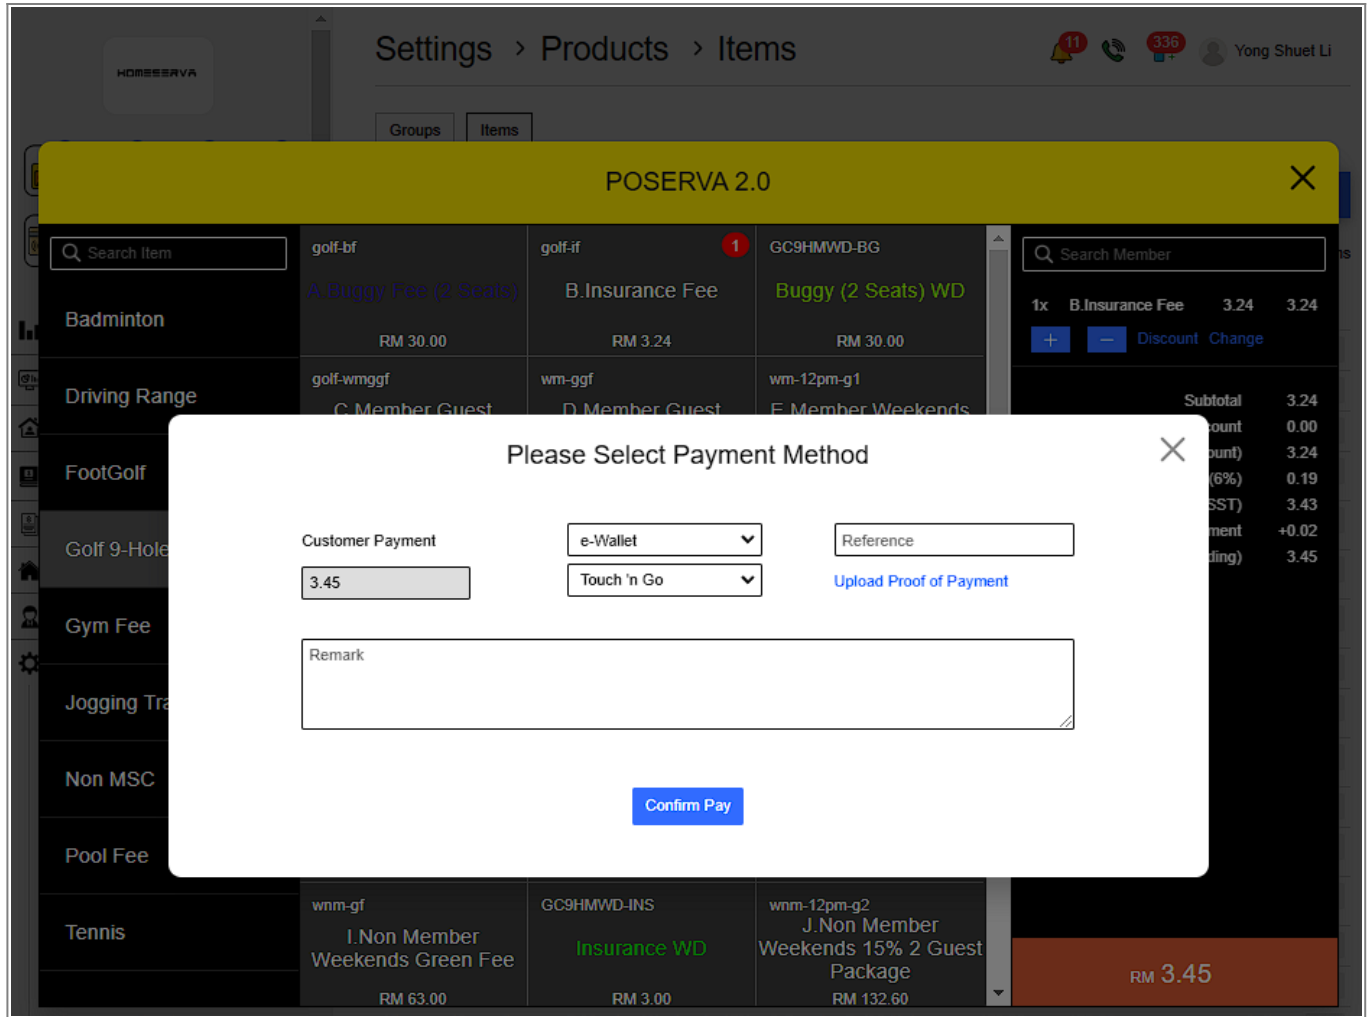 HOMESERVA
Settings > Products > Items
11
336
Yong Shuet Li
Groups
Items
POSERVA 2.0
Search Item
Badminton
Driving Range
FootGolf
Golf 9-Hole
Gym Fee
Jogging Tra
Non MSC
Pool Fee
Tennis
golf-bf
A.Buggy Fee (2 Seats)
RM 30.00
golf-if
1
B.Insurance Fee
RM 3.24
GC9HMWD-BG
Buggy (2 Seats) WD
RM 30.00
golf-wmggf
C.Member Guest
wm-ggf
D.Member Guest
wm-12pm-g1
E.Member Weekends
Search Member
1x B.Insurance Fee 3.24 3.24
+ − Discount Change
Subtotal 3.24
count 0.00
ount) 3.24
(6%) 0.19
SST) 3.43
ment +0.02
ding) 3.45
Please Select Payment Method
Customer Payment
3.45
e-Wallet
Touch 'n Go
Reference
Upload Proof of Payment
Remark
Confirm Pay
wnm-gf
I.Non Member
Weekends Green Fee
RM 63.00
GC9HMWD-INS
Insurance WD
RM 3.00
wnm-12pm-g2
J.Non Member
Weekends 15% 2 Guest
Package
RM 132.60
RM 3.45